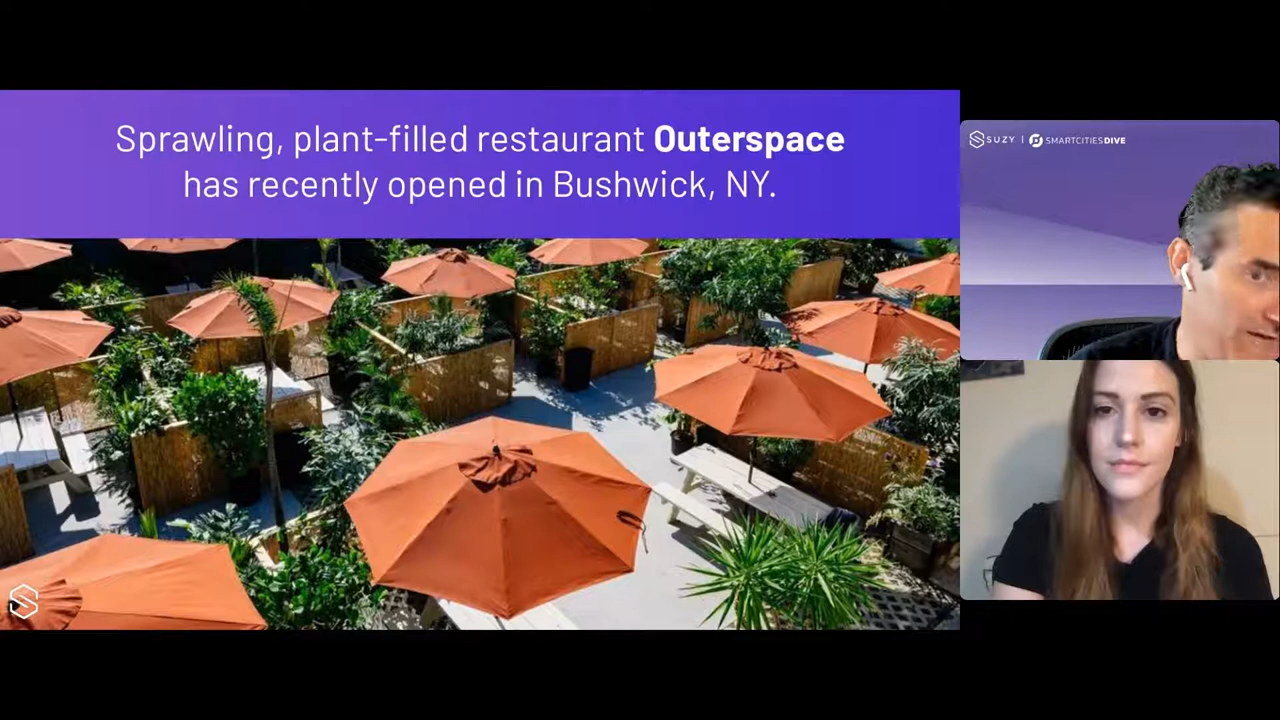 Sprawling, plant-filled restaurant Outerspace
has recently opened in Bushwick, NY.
SUZY | SMARTCITIESDIVE